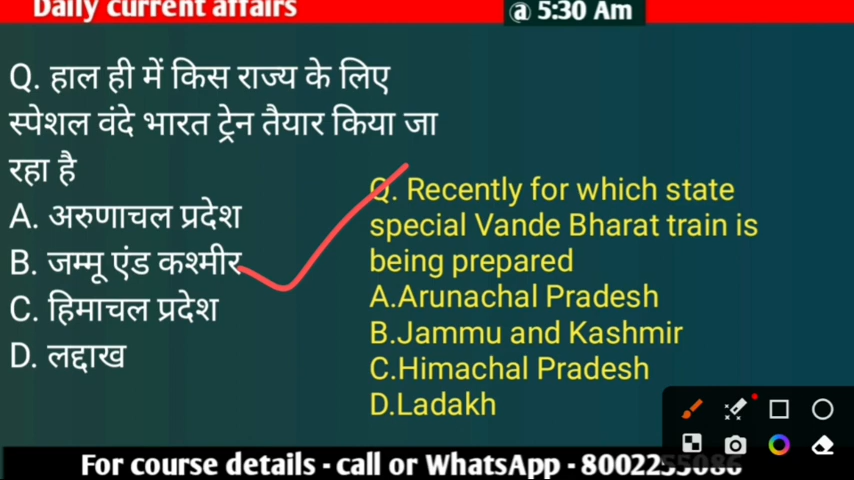 Daily current affairs
@ 5:30 Am
Q. हाल ही में किस राज्य के लिए
स्पेशल वंदे भारत ट्रेन तैयार किया जा
रहा है
A. अरुणाचल प्रदेश
B. जम्मू एंड कश्मीर
C. हिमाचल प्रदेश
D. लद्दाख
Q. Recently for which state
special Vande Bharat train is
being prepared
A.Arunachal Pradesh
B.Jammu and Kashmir
C.Himachal Pradesh
D.Ladakh
For course details - call or WhatsApp - 8002255086